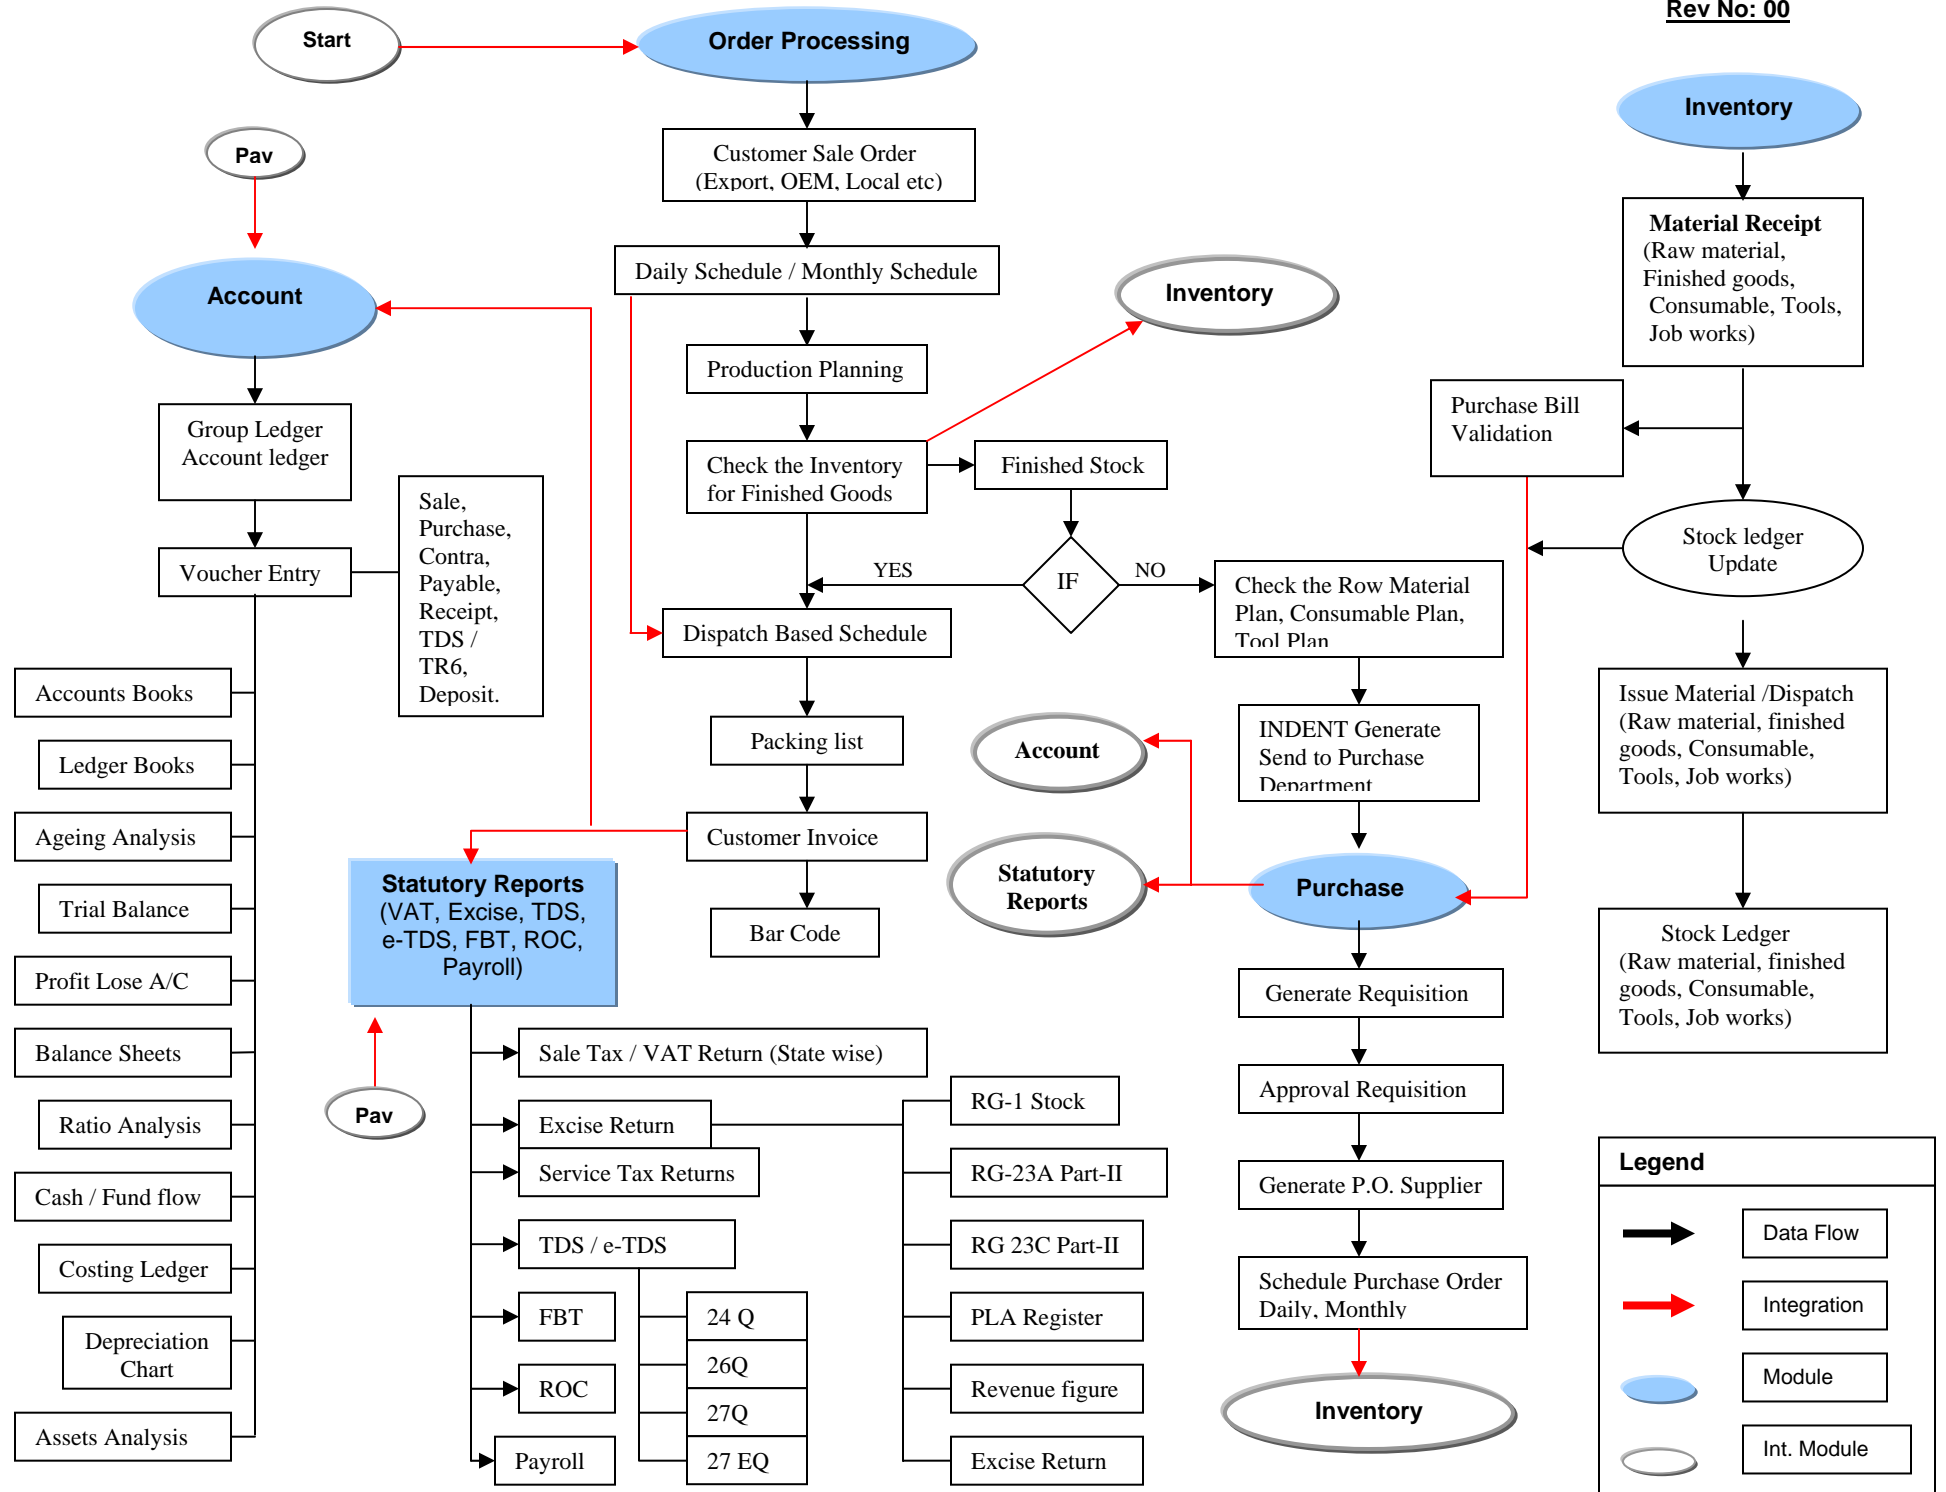 Rev No: 00
Start
Order Processing
Inventory
Pav
Customer Sale Order
(Export, OEM, Local etc)
Material Receipt
(Raw material,
Finished goods,
Consumable, Tools,
Job works)
Daily Schedule / Monthly Schedule
Account
Inventory
Production Planning
Purchase Bill
Validation
Group Ledger
Account ledger
Check the Inventory
for Finished Goods
Finished Stock
Sale,
Purchase,
Contra,
Payable,
Receipt,
TDS /
TR6,
Deposit.
Voucher Entry
Stock ledger
Update
YES
IF
NO
Check the Row Material
Plan, Consumable Plan,
Tool Plan
Dispatch Based Schedule
Accounts Books
Ledger Books
Ageing Analysis
Trial Balance
Profit Lose A/C
Balance Sheets
Ratio Analysis
Cash / Fund flow
Costing Ledger
Depreciation
Chart
Assets Analysis
Packing list
Customer Invoice
Bar Code
Account
Statutory
Reports
INDENT Generate
Send to Purchase
Department
Issue Material /Dispatch
(Raw material, finished
goods, Consumable,
Tools, Job works)
Statutory Reports
(VAT, Excise, TDS,
e-TDS, FBT, ROC,
Payroll)
Purchase
Stock Ledger
(Raw material, finished
goods, Consumable,
Tools, Job works)
Generate Requisition
Approval Requisition
Generate P.O. Supplier
Schedule Purchase Order
Daily, Monthly
Inventory
Pav
Sale Tax / VAT Return (State wise)
Excise Return
Service Tax Returns
TDS / e-TDS
FBT
ROC
Payroll
24 Q
26Q
27Q
27 EQ
RG-1 Stock
RG-23A Part-II
RG 23C Part-II
PLA Register
Revenue figure
Excise Return
Legend
Data Flow
Integration
Module
Int. Module